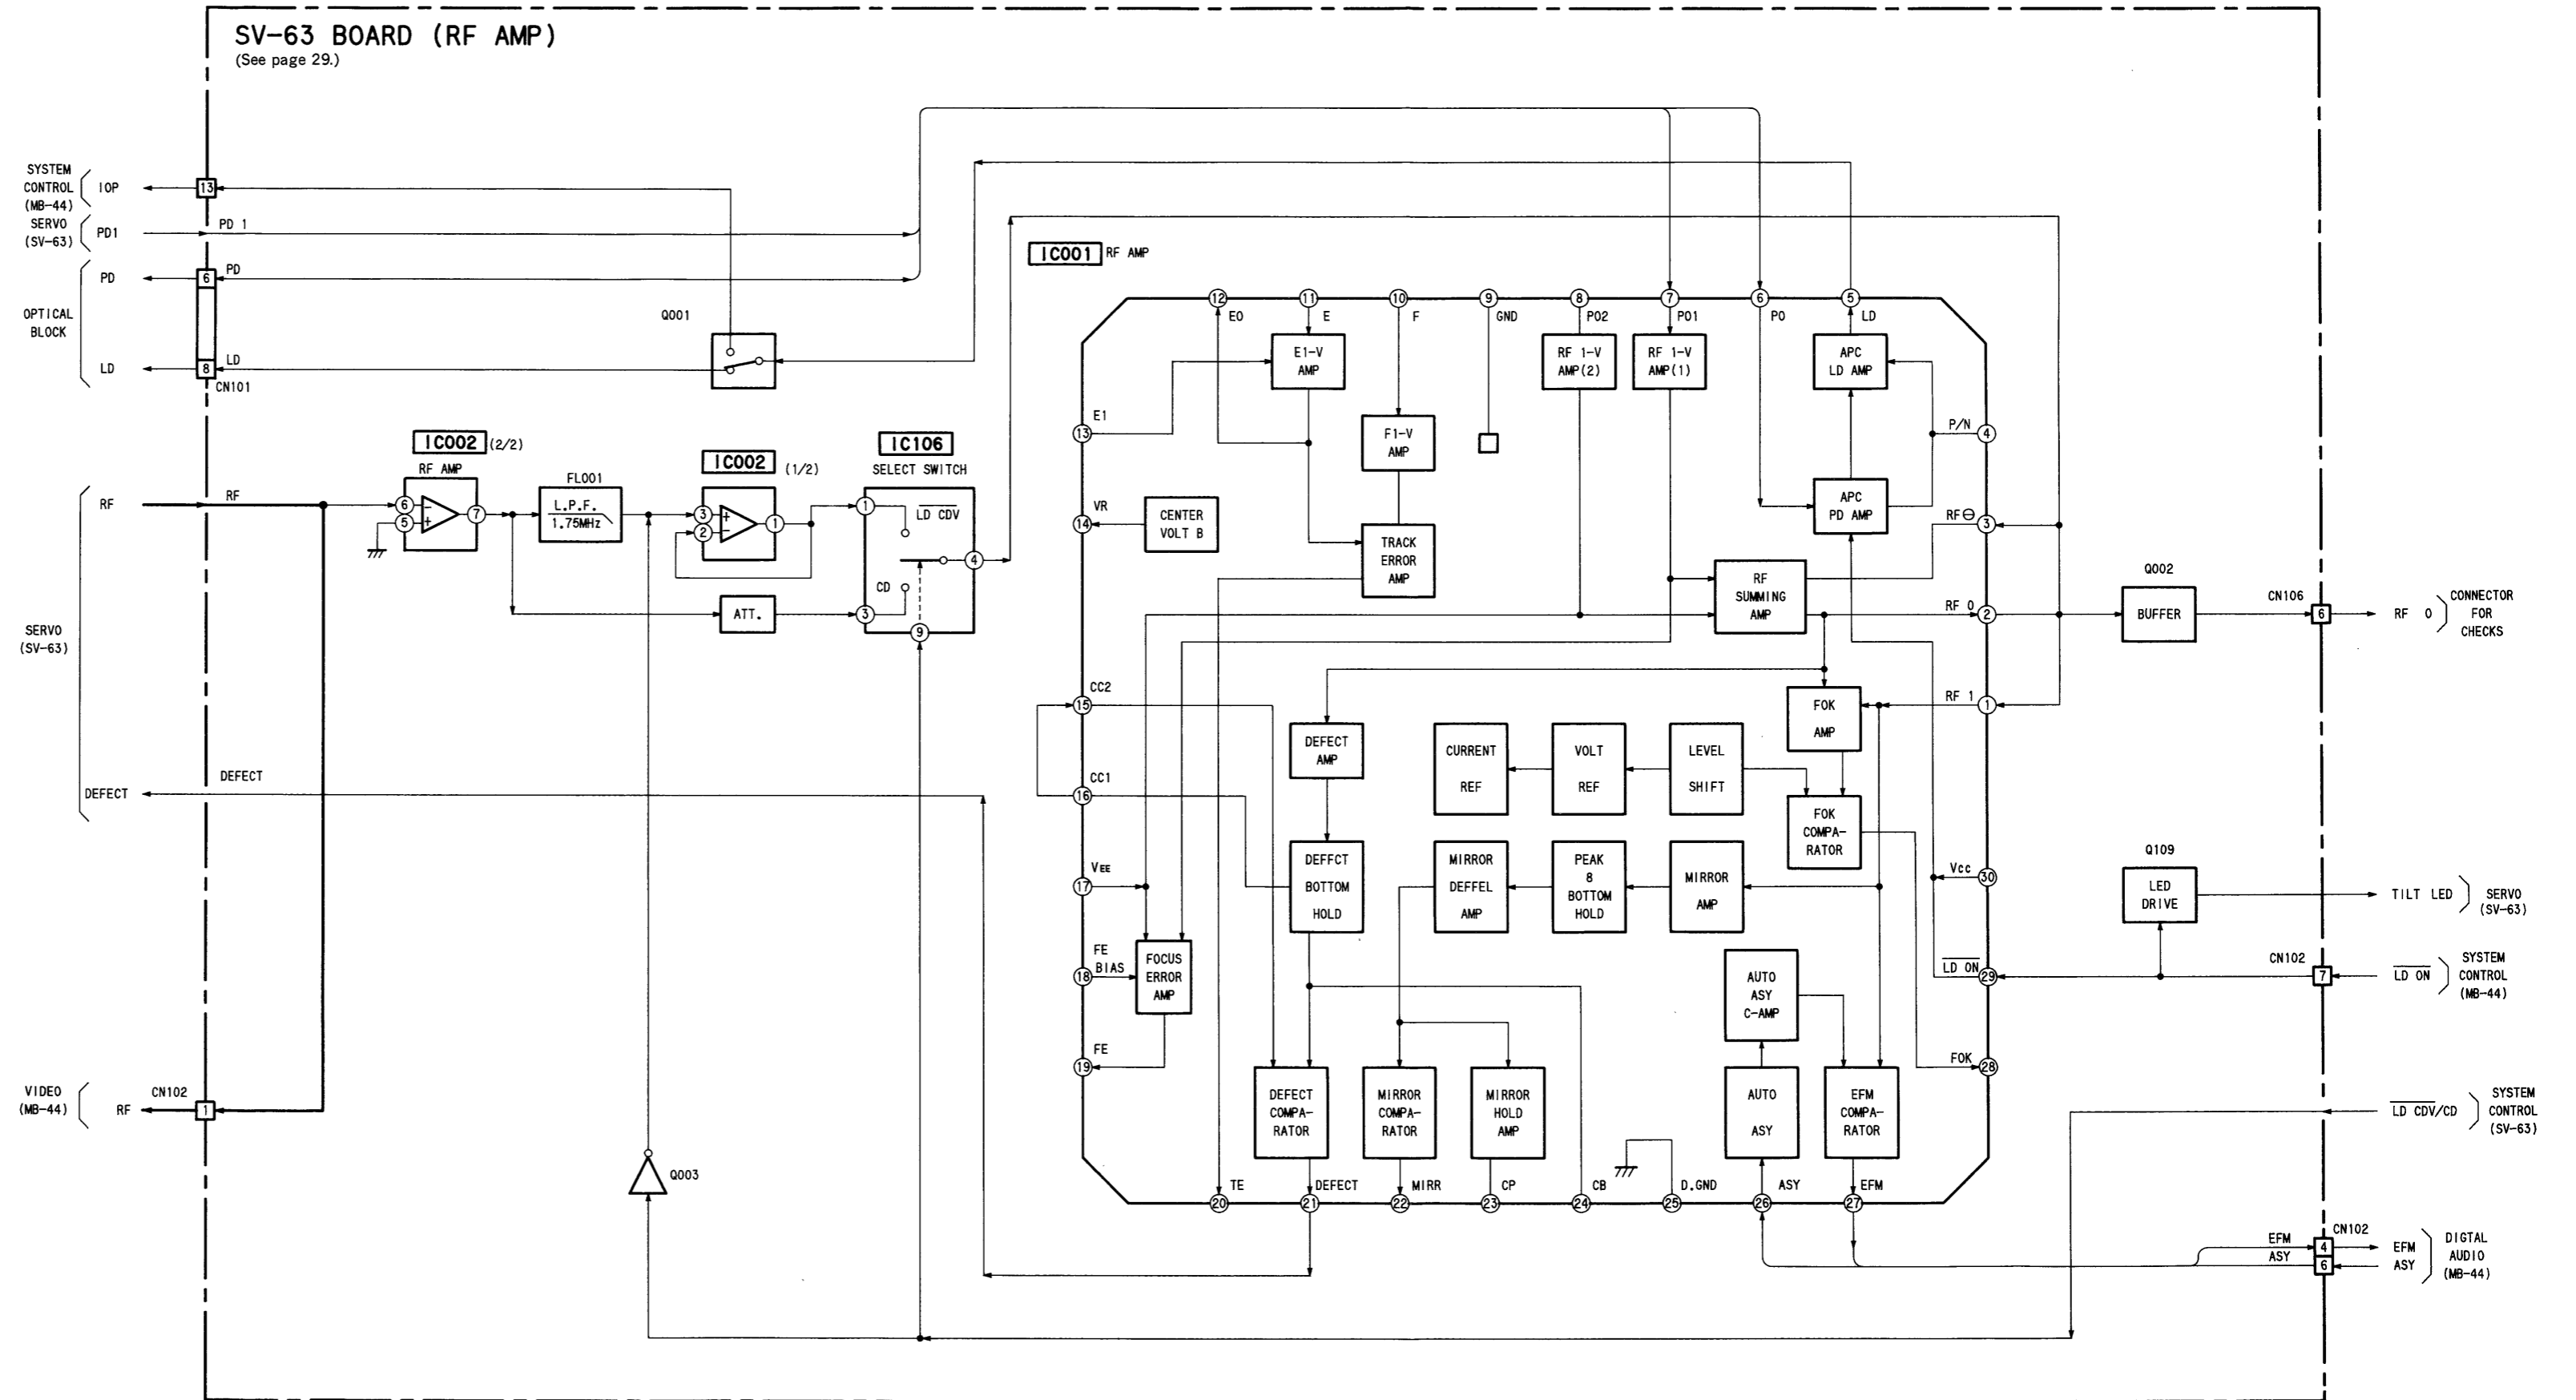 SV-63 BOARD (RF AMP)
(See page 29.)
SYSTEM
CONTROL
(MB-44)
IOP
13
SERVO
(SV-63)
PD1
PD 1
OPTICAL
BLOCK
PD
6
PD
LD
8
LD
CN101
Q001
IC002 (2/2)
RF AMP
6
5
7
−
+
FL001
L.P.F.
1.75MHz
IC002 (1/2)
3
2
1
+
−
IC106
SELECT SWITCH
1
LD CDV
CD
3
4
9
ATT.
SERVO
(SV-63)
RF
RF
DEFECT
DEFECT
VIDEO
(MB-44)
RF
CN102
1
Q003
IC001 RF AMP
12
EO
11
E
10
F
9
GND
8
PO2
7
PO1
6
PO
5
LD
E1-V
AMP
RF 1-V
AMP(2)
RF 1-V
AMP(1)
APC
LD AMP
E1
13
F1-V
AMP
P/N
4
VR
14
CENTER
VOLT B
TRACK
ERROR
AMP
APC
PD AMP
RF⊖
3
RF
SUMMING
AMP
RF O
2
Q002
BUFFER
CN106
6
RF O
CONNECTOR
FOR
CHECKS
CC2
15
FOK
AMP
RF 1
1
DEFECT
AMP
CURRENT
REF
VOLT
REF
LEVEL
SHIFT
CC1
16
FOK
COMPA-
RATOR
VEE
17
DEFFCT
BOTTOM
HOLD
MIRROR
DEFFEL
AMP
PEAK
8
BOTTOM
HOLD
MIRROR
AMP
Vcc
30
Q109
LED
DRIVE
TILT LED
SERVO
(SV-63)
FE
BIAS
18
FOCUS
ERROR
AMP
AUTO
ASY
C-AMP
LD ON
29
CN102
7
LD ON
SYSTEM
CONTROL
(MB-44)
FE
19
DEFECT
COMPA-
RATOR
MIRROR
COMPA-
RATOR
MIRROR
HOLD
AMP
AUTO
ASY
EFM
COMPA-
RATOR
FOK
28
LD CDV/CD
SYSTEM
CONTROL
(SV-63)
20
TE
21
DEFECT
22
MIRR
23
CP
24
CB
25
D.GND
26
ASY
27
EFM
EFM
ASY
CN102
4
6
EFM
ASY
DIGTAL
AUDIO
(MB-44)